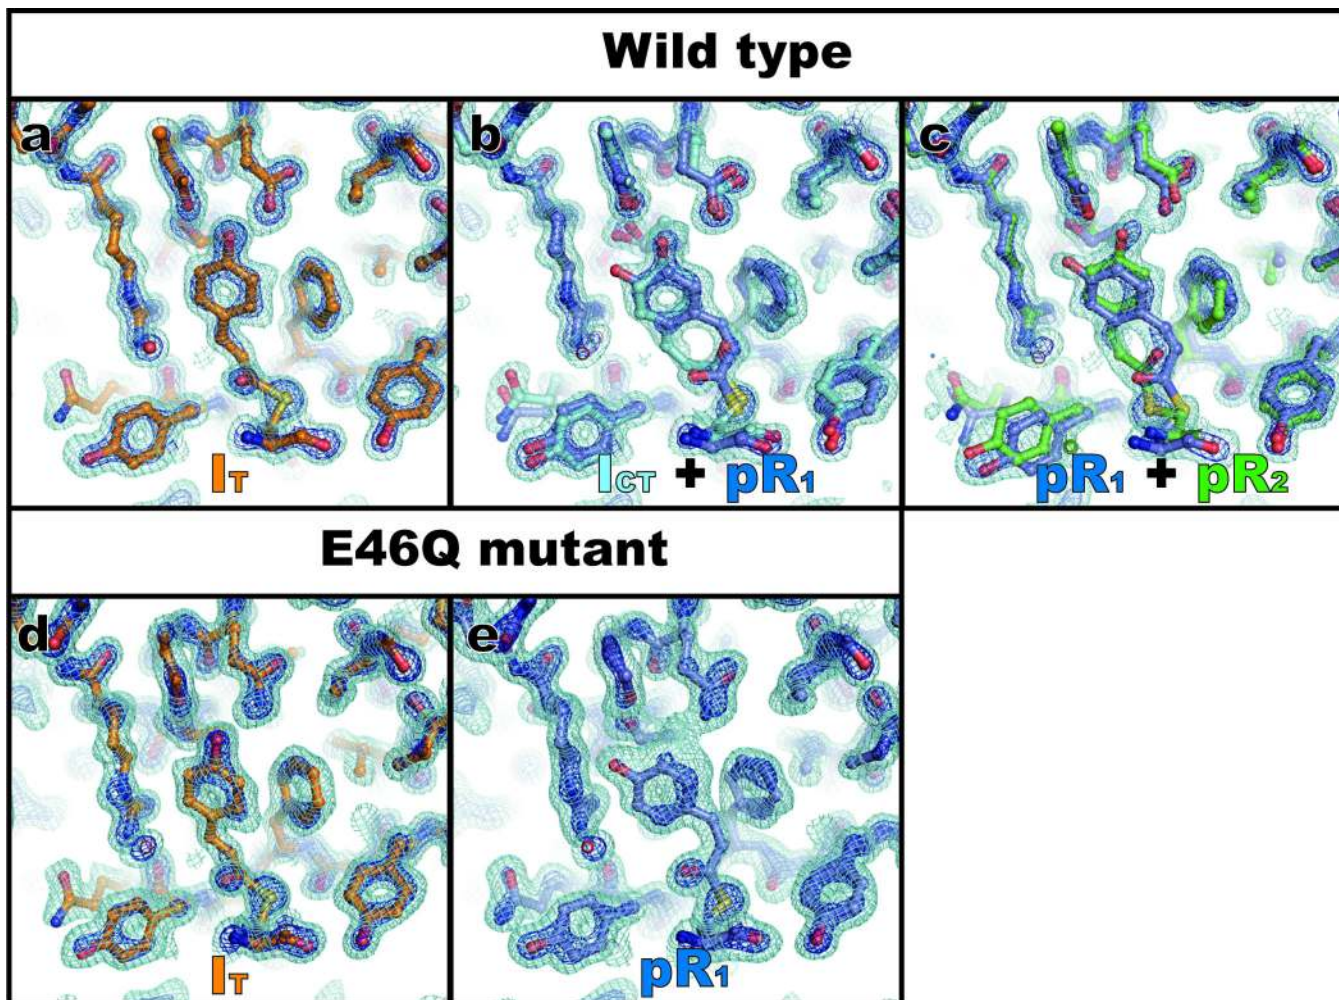 Wild type
a
b
c
IT
ICT + pR1
pR1 + pR2
E46Q mutant
d
e
IT
pR1